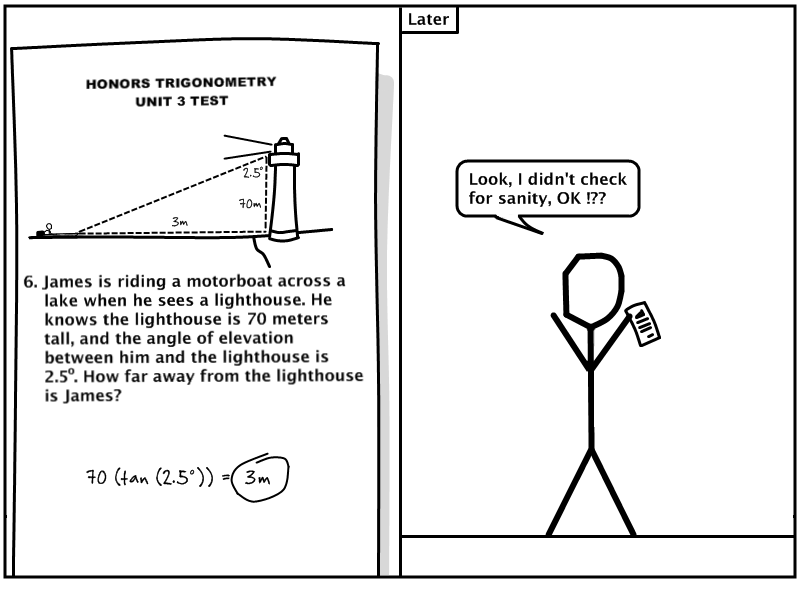 HONORS TRIGONOMETRY
UNIT 3 TEST
2.5°
70m
3m
6. James is riding a motorboat across a
lake when he sees a lighthouse. He
knows the lighthouse is 70 meters
tall, and the angle of elevation
between him and the lighthouse is
2.5°. How far away from the lighthouse
is James?
70 (tan (2.5°)) = 3m
Later
Look, I didn't check
for sanity, OK !??